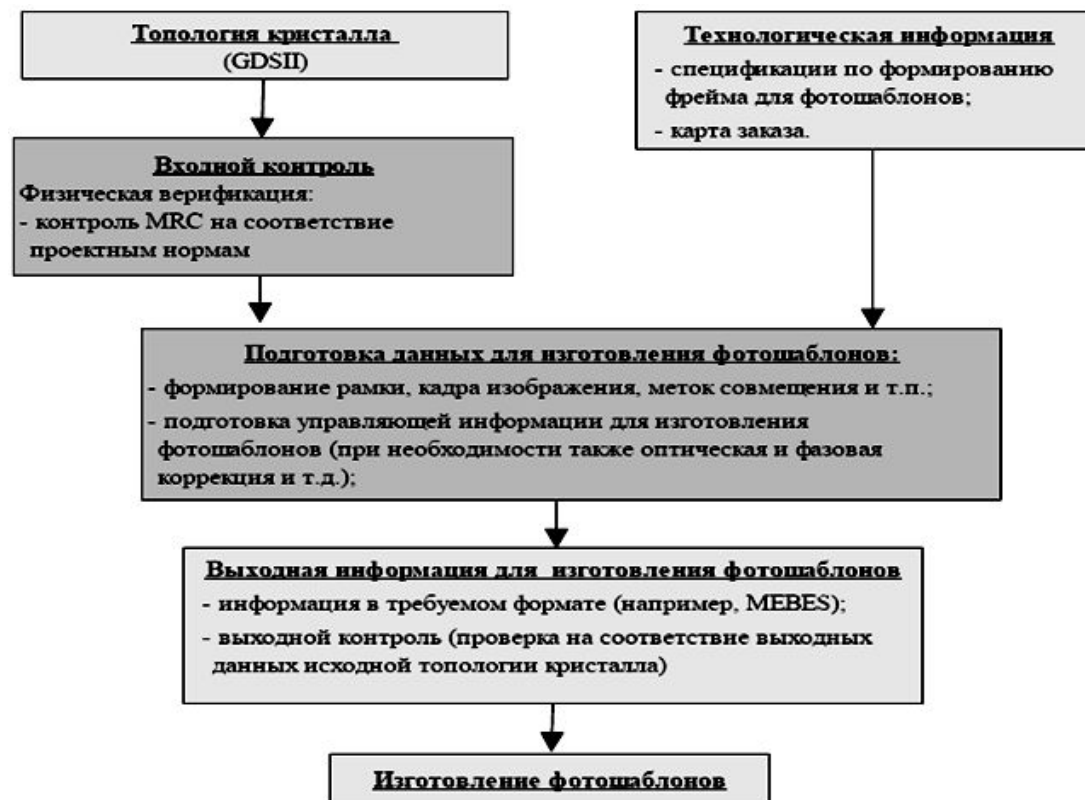 Топология кристалла
(GDSII)
Технологическая информация
- спецификации по формированию
фрейма для фотошаблонов;
- карта заказа.
Входной контроль
Физическая верификация:
- контроль MRC на соответствие
проектным нормам
Подготовка данных для изготовления фотошаблонов:
- формирование рамки, кадра изображения, меток совмещения и т.п.;
- подготовка управляющей информации для изготовления
фотошаблонов (при необходимости также оптическая и фазовая
коррекция и т.д.);
Выходная информация для изготовления фотошаблонов
- информация в требуемом формате (например, MEBES);
- выходной контроль (проверка на соответствие выходных
данных исходной топологии кристалла)
Изготовление фотошаблонов